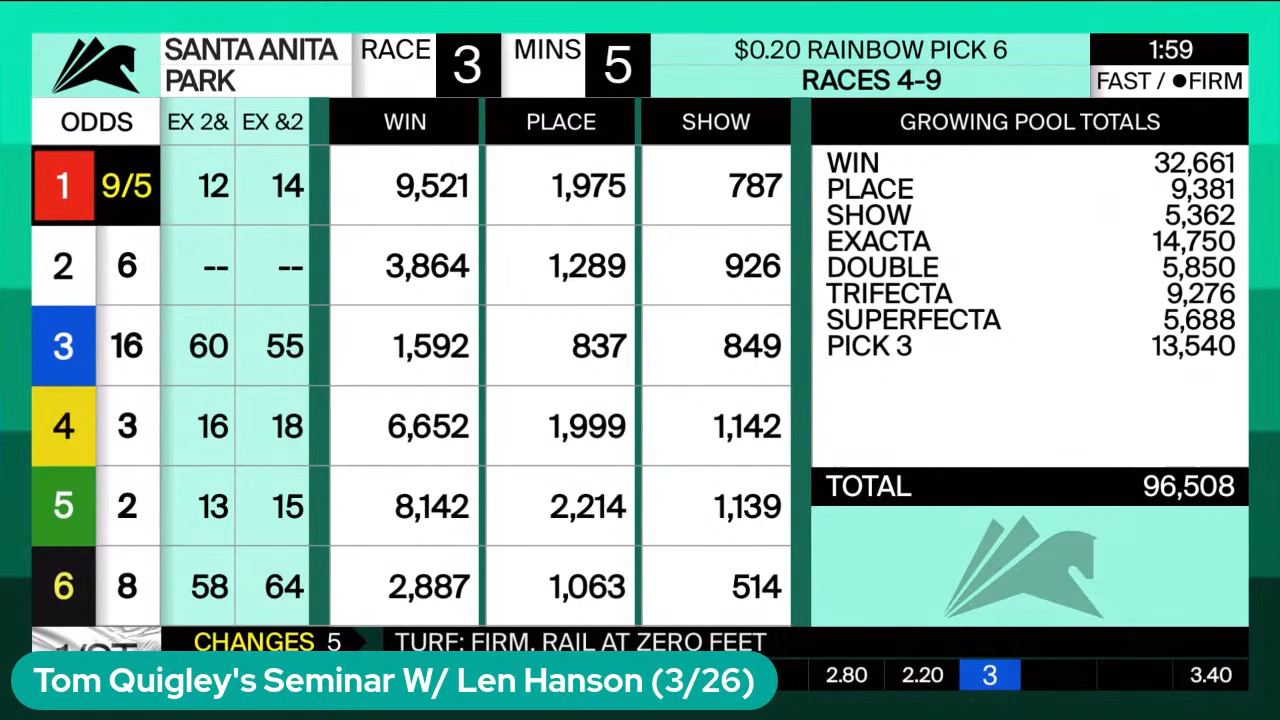 SANTA ANITA PARK RACE 3 MINS 5 $0.20 RAINBOW PICK 6 1:59
RACES 4-9 FAST / ●FIRM
ODDS EX 2& EX &2 WIN PLACE SHOW GROWING POOL TOTALS
1 9/5 12 14 9,521 1,975 787
2 6 -- -- 3,864 1,289 926
3 16 60 55 1,592 837 849
4 3 16 18 6,652 1,999 1,142
5 2 13 15 8,142 2,214 1,139
6 8 58 64 2,887 1,063 514
WIN 32,661
PLACE 9,381
SHOW 5,362
EXACTA 14,750
DOUBLE 5,850
TRIFECTA 9,276
SUPERFECTA 5,688
PICK 3 13,540
TOTAL 96,508
CHANGES 5 TURF: FIRM, RAIL AT ZERO FEET
Tom Quigley's Seminar W/ Len Hanson (3/26)
2.80 2.20 3 3.40